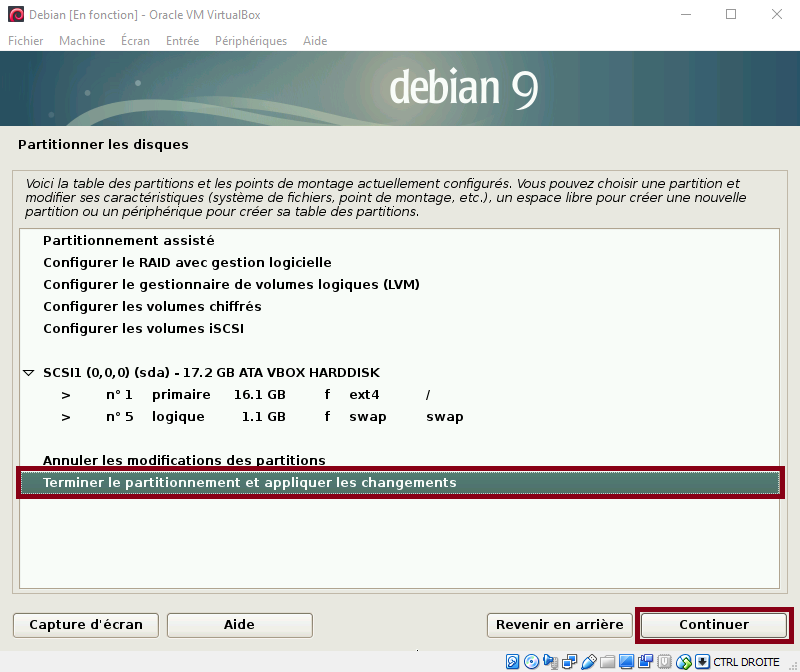 Debian [En fonction] - Oracle VM VirtualBox
Fichier Machine Écran Entrée Périphériques Aide
debian 9
Partitionner les disques
Voici la table des partitions et les points de montage actuellement configurés. Vous pouvez choisir une partition et
modifier ses caractéristiques (système de fichiers, point de montage, etc.), un espace libre pour créer une nouvelle
partition ou un périphérique pour créer sa table des partitions.
Partitionnement assisté
Configurer le RAID avec gestion logicielle
Configurer le gestionnaire de volumes logiques (LVM)
Configurer les volumes chiffrés
Configurer les volumes iSCSI
SCSI1 (0,0,0) (sda) - 17.2 GB ATA VBOX HARDDISK
> n° 1 primaire 16.1 GB f ext4 /
> n° 5 logique 1.1 GB f swap swap
Annuler les modifications des partitions
Terminer le partitionnement et appliquer les changements
Capture d'écran Aide Revenir en arrière Continuer
CTRL DROITE